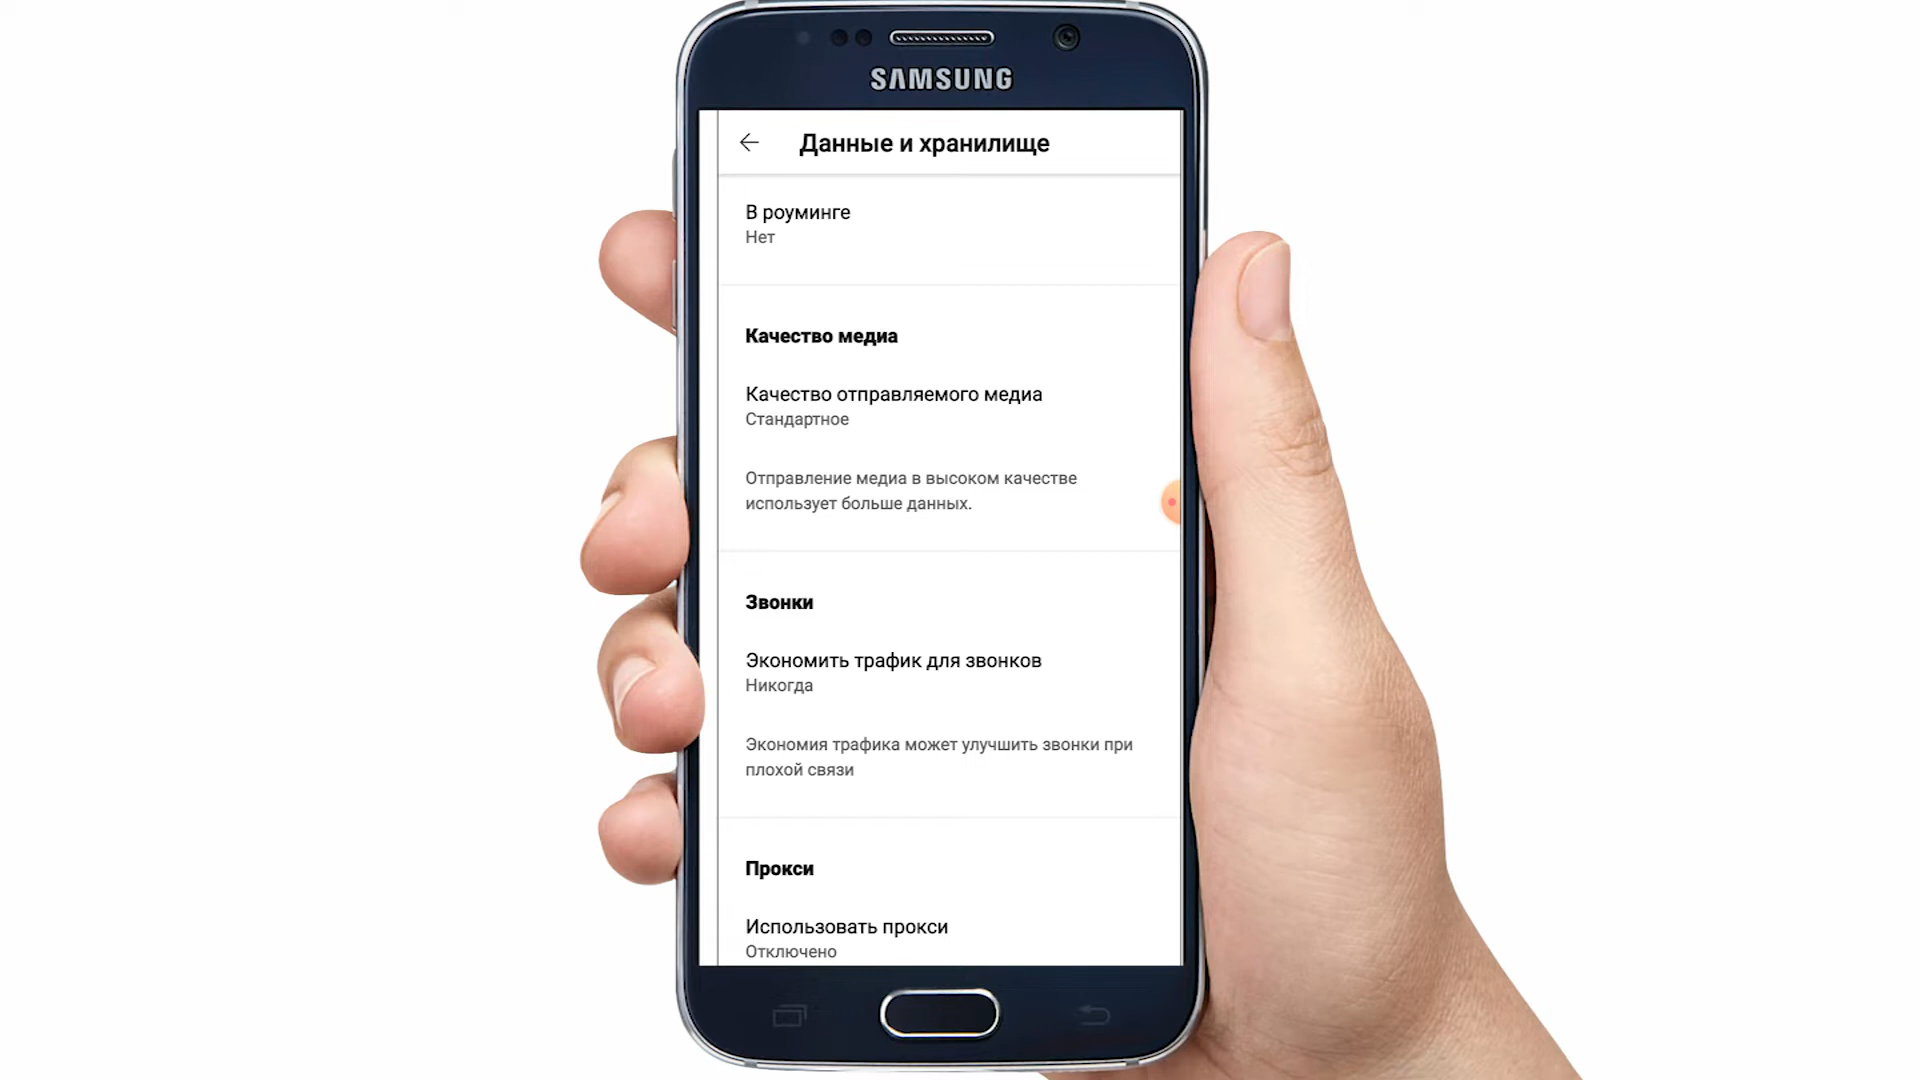 SAMSUNG
Данные и хранилище
В роуминге
Нет
Качество медиа
Качество отправляемого медиа
Стандартное
Отправление медиа в высоком качестве
использует больше данных.
Звонки
Экономить трафик для звонков
Никогда
Экономия трафика может улучшить звонки при
плохой связи
Прокси
Использовать прокси
Отключено